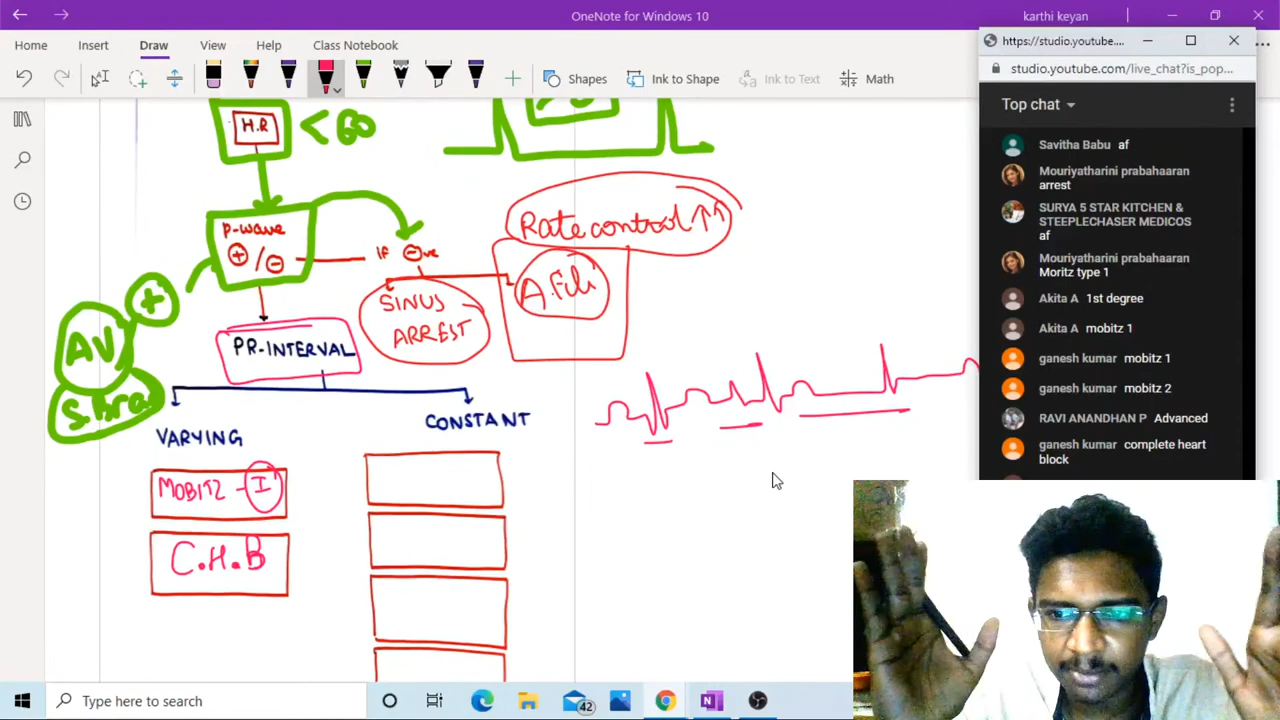 OneNote for Windows 10
karthi keyan
Home Insert Draw View Help Class Notebook
Shapes Ink to Shape Ink to Text Math
https://studio.youtube....
studio.youtube.com/live_chat?is_pop...
Top chat
Savitha Babu af
Mouriyatharini prabahaaran
arrest
SURYA 5 STAR KITCHEN &
STEEPLECHASER MEDICOS
af
Mouriyatharini prabahaaran
Moritz type 1
Akita A 1st degree
Akita A mobitz 1
ganesh kumar mobitz 1
ganesh kumar mobitz 2
RAVI ANANDHAN P Advanced
ganesh kumar complete heart
block
H.R < 60
P-wave
+ / -
If - ve
Rate control ↑↑
SINUS
ARREST
A.Fib
+
AV
S.bra
PR-INTERVAL
VARYING
CONSTANT
MOBITZ - I
C.H.B
Type here to search
42